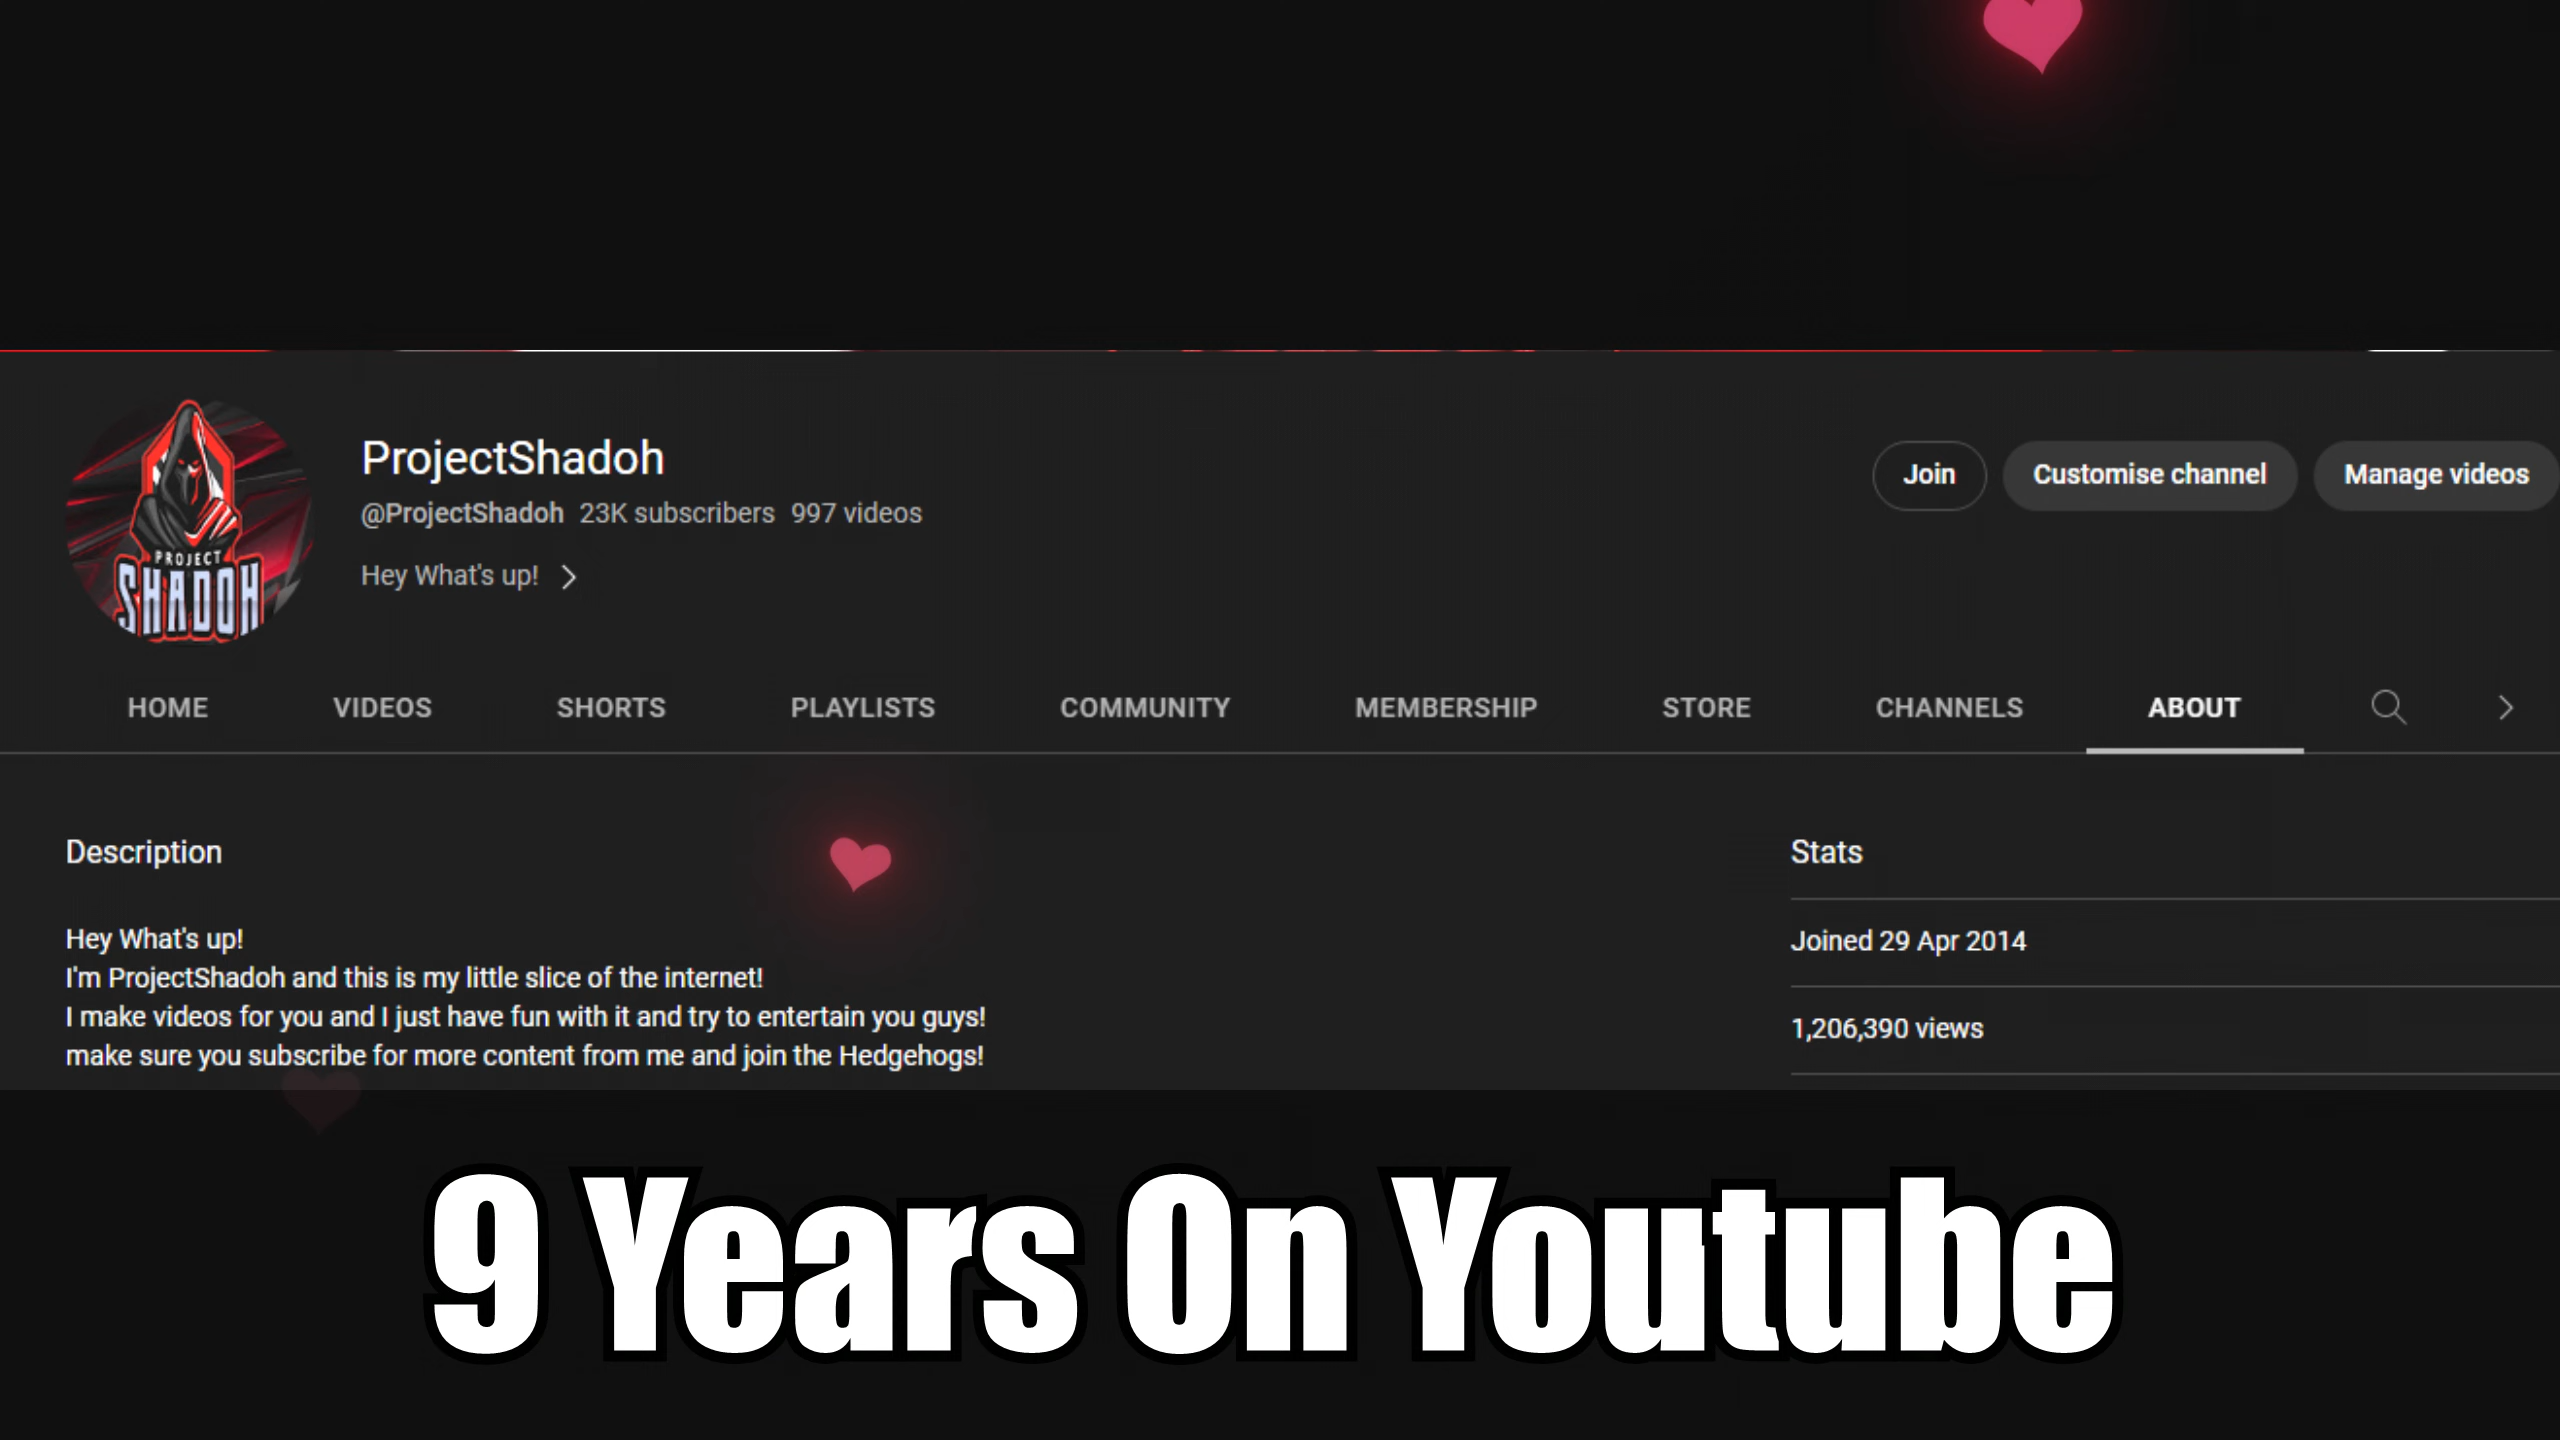 ProjectShadoh
@ProjectShadoh 23K subscribers 997 videos
Hey What's up!
Join
Customise channel
Manage videos
PROJECT
SHADOH
HOME VIDEOS SHORTS PLAYLISTS COMMUNITY MEMBERSHIP STORE CHANNELS ABOUT
Description
Hey What's up!
I'm ProjectShadoh and this is my little slice of the internet!
I make videos for you and I just have fun with it and try to entertain you guys!
make sure you subscribe for more content from me and join the Hedgehogs!
Stats
Joined 29 Apr 2014
1,206,390 views
9 Years On Youtube